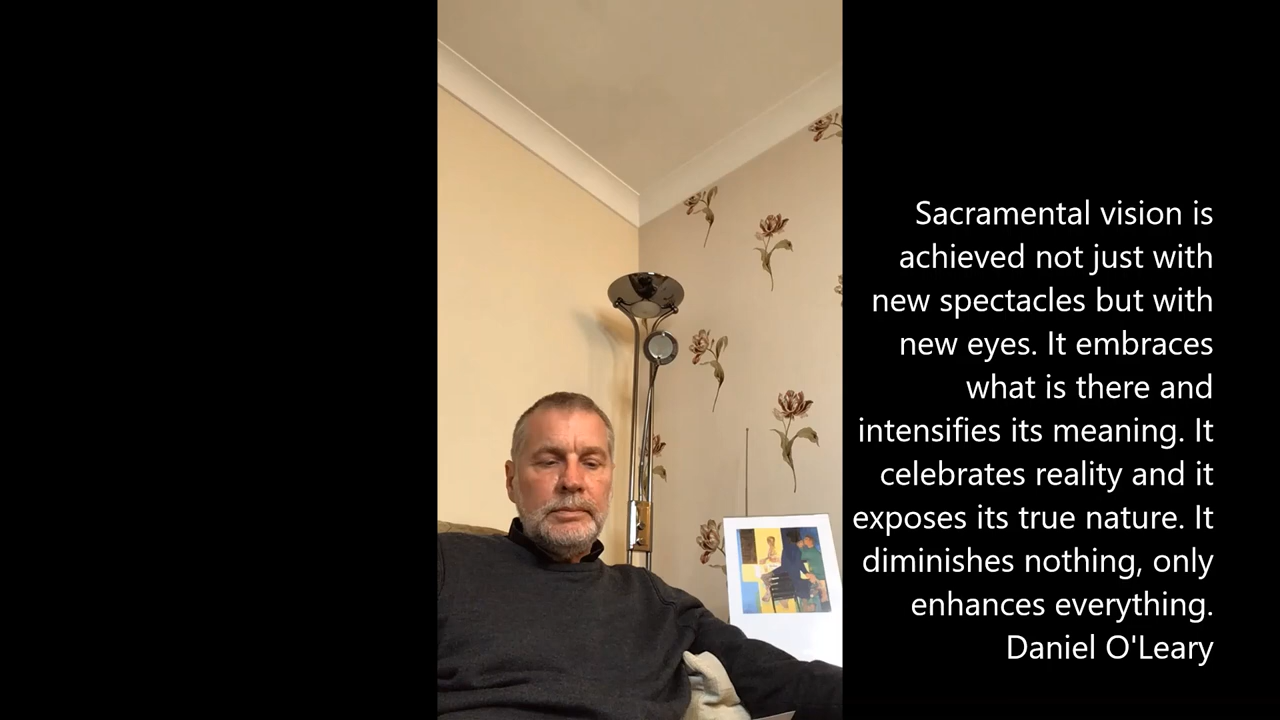 Sacramental vision is
achieved not just with
new spectacles but with
new eyes. It embraces
what is there and
intensifies its meaning. It
celebrates reality and it
exposes its true nature. It
diminishes nothing, only
enhances everything.
Daniel O'Leary